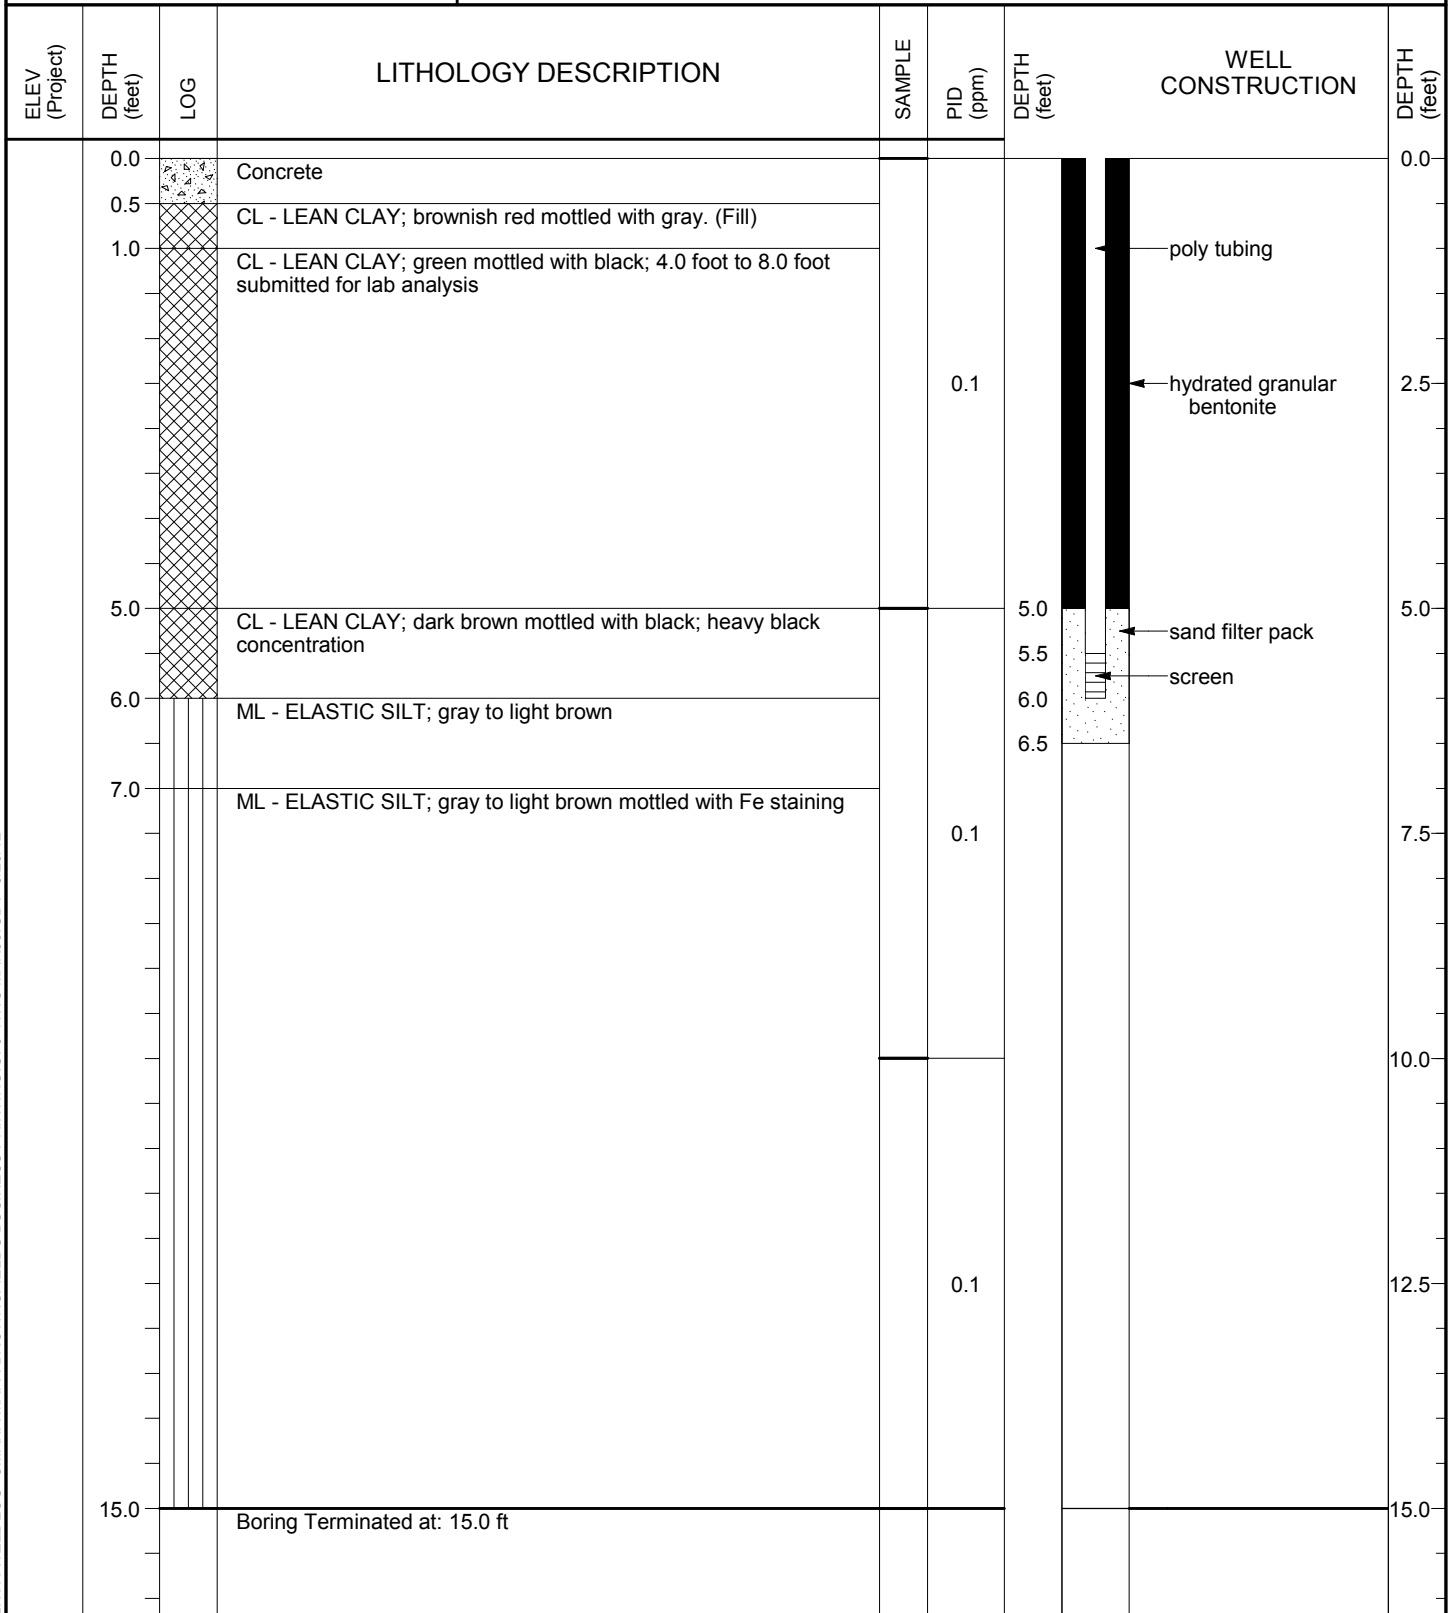 ELEV
(Project)
DEPTH
(feet)
LOG
LITHOLOGY DESCRIPTION
SAMPLE
PID
(ppm)
DEPTH
(feet)
WELL
CONSTRUCTION
DEPTH
(feet)
0.0
Concrete
0.0
0.5
CL - LEAN CLAY; brownish red mottled with gray. (Fill)
1.0
CL - LEAN CLAY; green mottled with black; 4.0 foot to 8.0 foot
submitted for lab analysis
poly tubing
0.1
hydrated granular
bentonite
2.5
5.0
CL - LEAN CLAY; dark brown mottled with black; heavy black
concentration
5.0
5.0
sand filter pack
5.5
screen
6.0
ML - ELASTIC SILT; gray to light brown
6.0
6.5
7.0
ML - ELASTIC SILT; gray to light brown mottled with Fe staining
0.1
7.5
10.0
0.1
12.5
15.0
Boring Terminated at: 15.0 ft
15.0